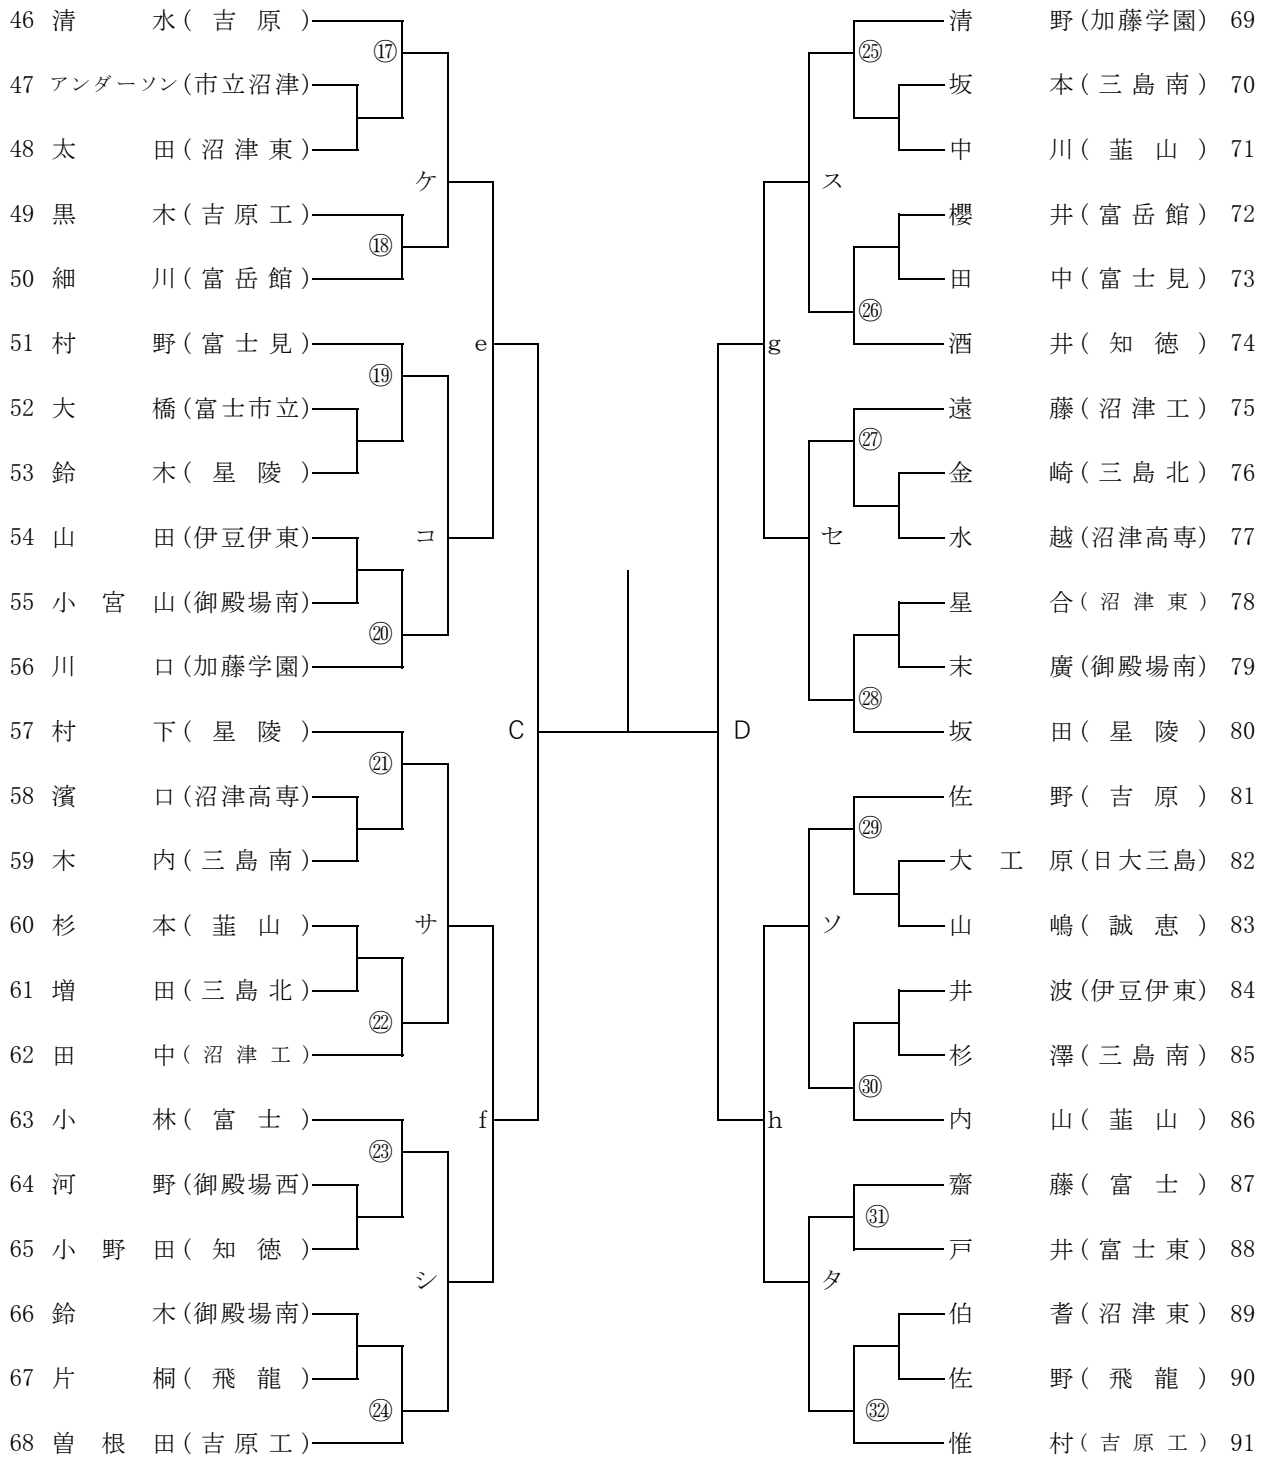 46 清水(吉原)
⑰
47 アンダーソン(市立沼津)
48 太田(沼津東)
ケ
49 黒木(吉原工)
⑱
50 細川(富岳館)
51 村野(富士見)
e
⑲
52 大橋(富士市立)
53 鈴木(星陵)
54 山田(伊豆伊東)
コ
55 小宮山(御殿場南)
⑳
56 川口(加藤学園)
57 村下(星陵)
C
㉑
58 濱口(沼津高専)
59 木内(三島南)
60 杉本(韮山)
サ
61 増田(三島北)
㉒
62 田中(沼津工)
63 小林(富士)
f
㉓
64 河野(御殿場西)
65 小野田(知徳)
シ
66 鈴木(御殿場南)
67 片桐(飛龍)
㉔
68 曽根田(吉原工)
清野(加藤学園) 69
㉕
坂本(三島南) 70
中川(韮山) 71
ス
櫻井(富岳館) 72
田中(富士見) 73
㉖
酒井(知徳) 74
g
遠藤(沼津工) 75
㉗
金崎(三島北) 76
水越(沼津高専) 77
セ
星合(沼津東) 78
末廣(御殿場南) 79
㉘
坂田(星陵) 80
D
佐野(吉原) 81
㉙
大工原(日大三島) 82
山嶋(誠恵) 83
ソ
井波(伊豆伊東) 84
杉澤(三島南) 85
㉚
内山(韮山) 86
h
齋藤(富士) 87
㉛
戸井(富士東) 88
タ
伯耆(沼津東) 89
佐野(飛龍) 90
㉜
惟村(吉原工) 91